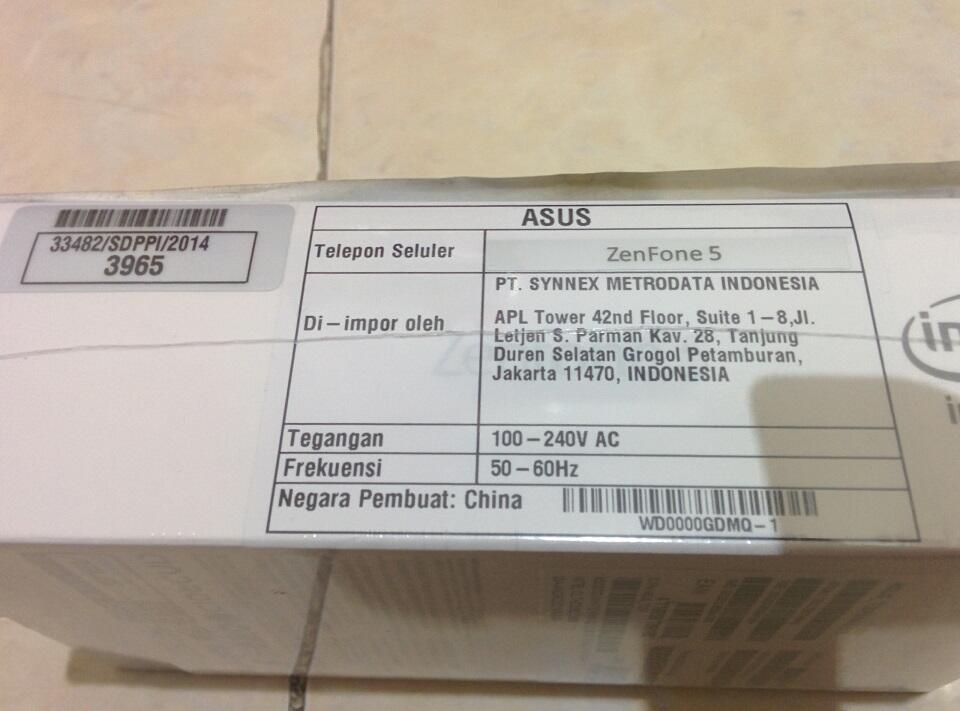 33482/SDPPI/2014
3965
ASUS
Telepon Seluler
ZenFone 5
Di-impor oleh
PT. SYNNEX METRODATA INDONESIA
APL Tower 42nd Floor, Suite 1-8,Jl.
Letjen S. Parman Kav. 28, Tanjung
Duren Selatan Grogol Petamburan,
Jakarta 11470, INDONESIA
Tegangan
100-240V AC
Frekuensi
50-60Hz
Negara Pembuat: China
WD0000GDMQ-1